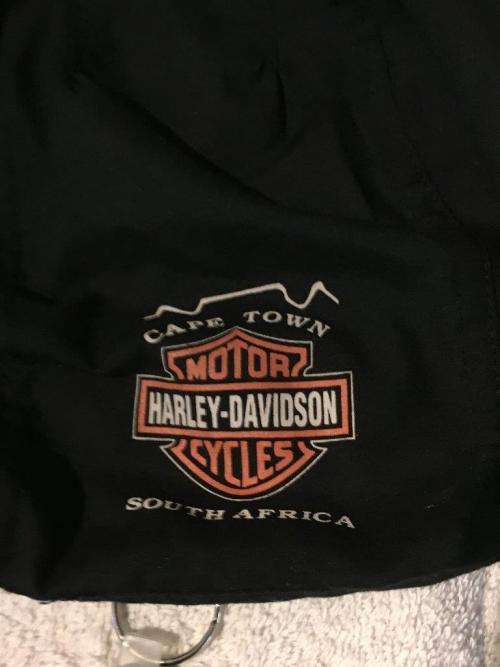 CAPE TOWN
MOTOR
HARLEY-DAVIDSON
CYCLES
SOUTH AFRICA